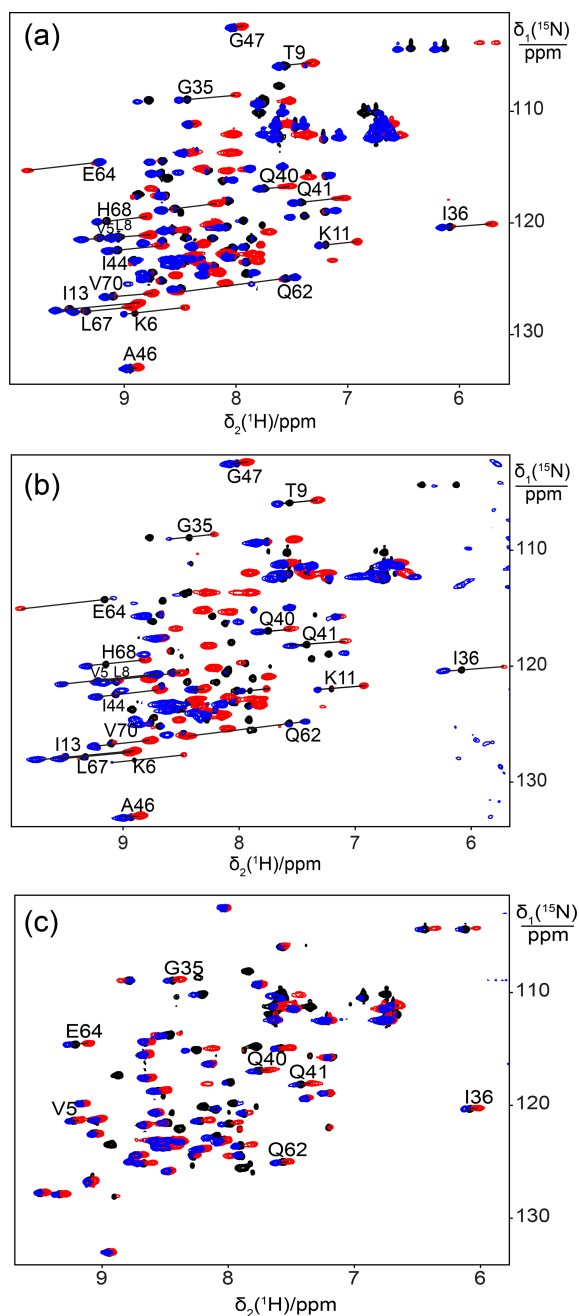 (a)
G47
T9
δ₁(¹⁵N)
ppm
G35
110
E64
Q40
Q41
H68
V5 L8
I36
120
K11
I44
V70
Q62
I13
L67 K6
130
A46
9 8 7 6
δ₂(¹H)/ppm
(b)
G47
δ₁(¹⁵N)
ppm
T9
G35
110
E64
Q40
Q41
H68
I36
120
V5 L8
K11
I44
V70
Q62
I13
L67 K6
130
A46
9 8 7 6
δ₂(¹H)/ppm
(c)
δ₁(¹⁵N)
ppm
G35
110
E64
Q40
Q41
I36
V5
120
Q62
130
9 8 7 6
δ₂(¹H)/ppm